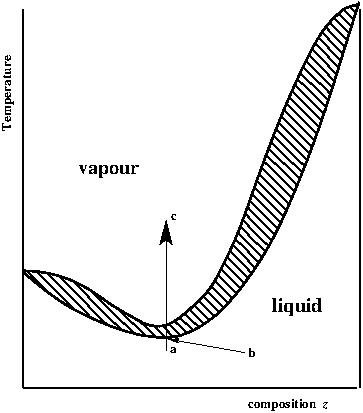 Temperature
vapour
c
liquid
a
b
composition z